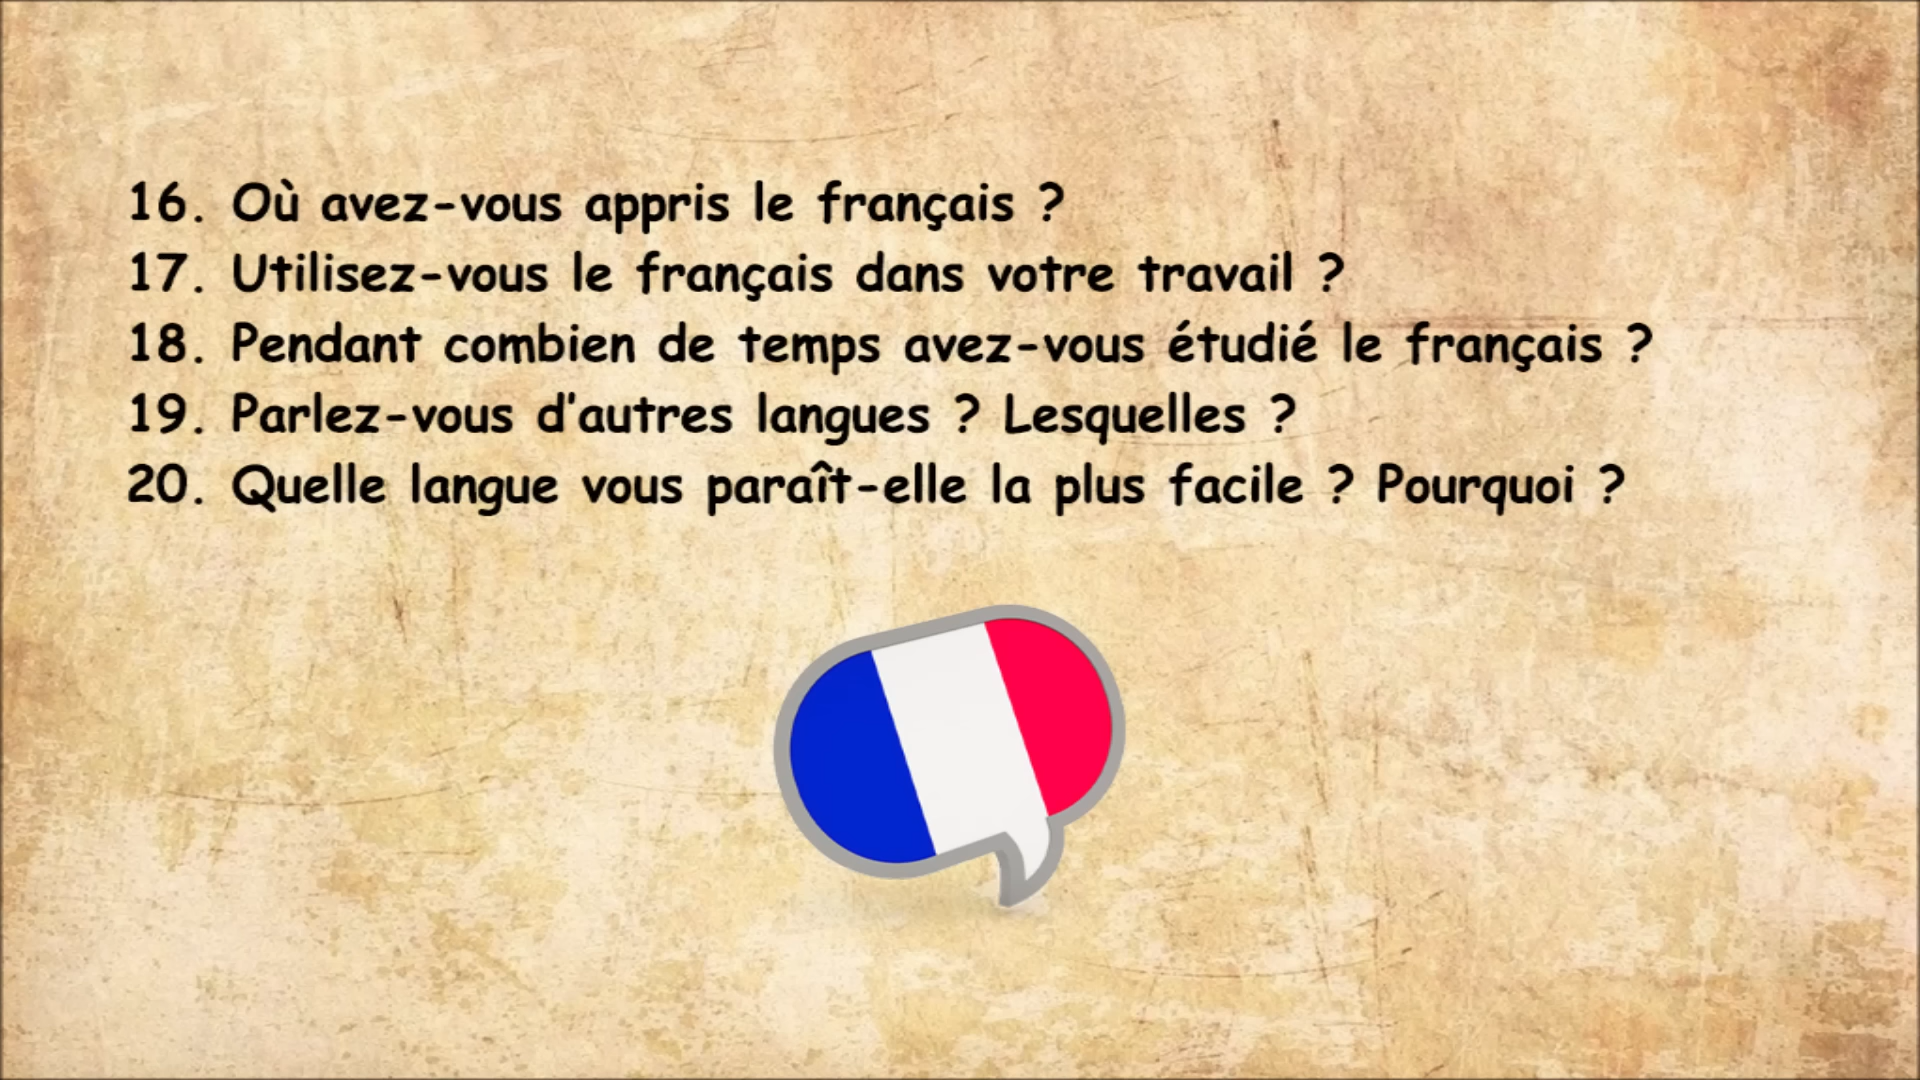 16. Où avez-vous appris le français ?
17. Utilisez-vous le français dans votre travail ?
18. Pendant combien de temps avez-vous étudié le français ?
19. Parlez-vous d'autres langues ? Lesquelles ?
20. Quelle langue vous paraît-elle la plus facile ? Pourquoi ?